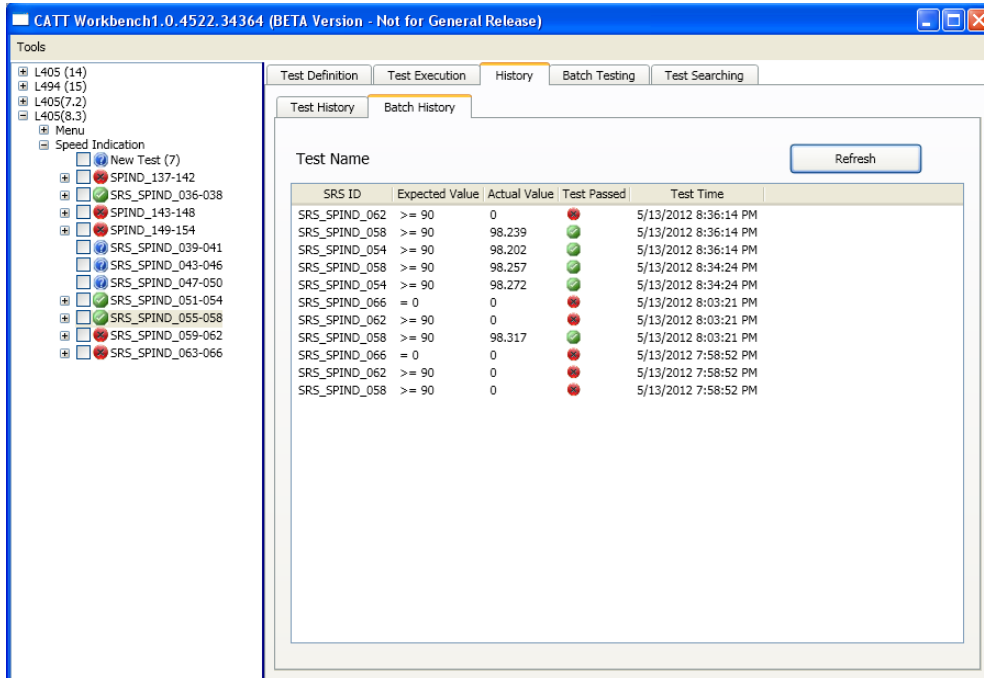 CATT Workbench1.0.4522.34364 (BETA Version - Not for General Release)
Tools
L405 (14)
L494 (15)
L405(7.2)
L405(8.3)
Menu
Speed Indication
New Test (7)
SPIND_137-142
SRS_SPIND_036-038
SPIND_143-148
SPIND_149-154
SRS_SPIND_039-041
SRS_SPIND_043-046
SRS_SPIND_047-050
SRS_SPIND_051-054
SRS_SPIND_055-058
SRS_SPIND_059-062
SRS_SPIND_063-066
Test Definition Test Execution History Batch Testing Test Searching
Test History Batch History
Test Name Refresh
SRS ID Expected Value Actual Value Test Passed Test Time
SRS_SPIND_062 >= 90 0 5/13/2012 8:36:14 PM
SRS_SPIND_058 >= 90 98.239 5/13/2012 8:36:14 PM
SRS_SPIND_054 >= 90 98.202 5/13/2012 8:36:14 PM
SRS_SPIND_058 >= 90 98.257 5/13/2012 8:34:24 PM
SRS_SPIND_054 >= 90 98.272 5/13/2012 8:34:24 PM
SRS_SPIND_066 = 0 0 5/13/2012 8:03:21 PM
SRS_SPIND_062 >= 90 0 5/13/2012 8:03:21 PM
SRS_SPIND_058 >= 90 98.317 5/13/2012 8:03:21 PM
SRS_SPIND_066 = 0 0 5/13/2012 7:58:52 PM
SRS_SPIND_062 >= 90 0 5/13/2012 7:58:52 PM
SRS_SPIND_058 >= 90 0 5/13/2012 7:58:52 PM